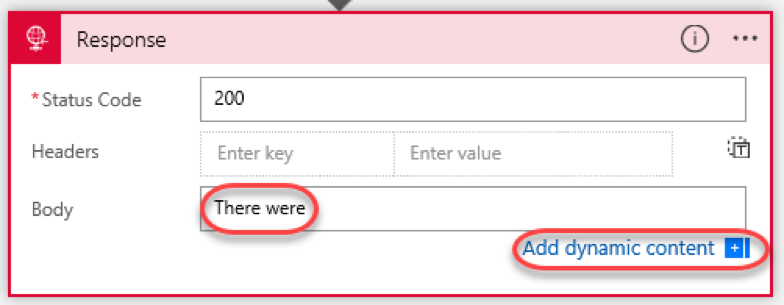 Response
*Status Code 200
Headers Enter key Enter value
Body There were
Add dynamic content